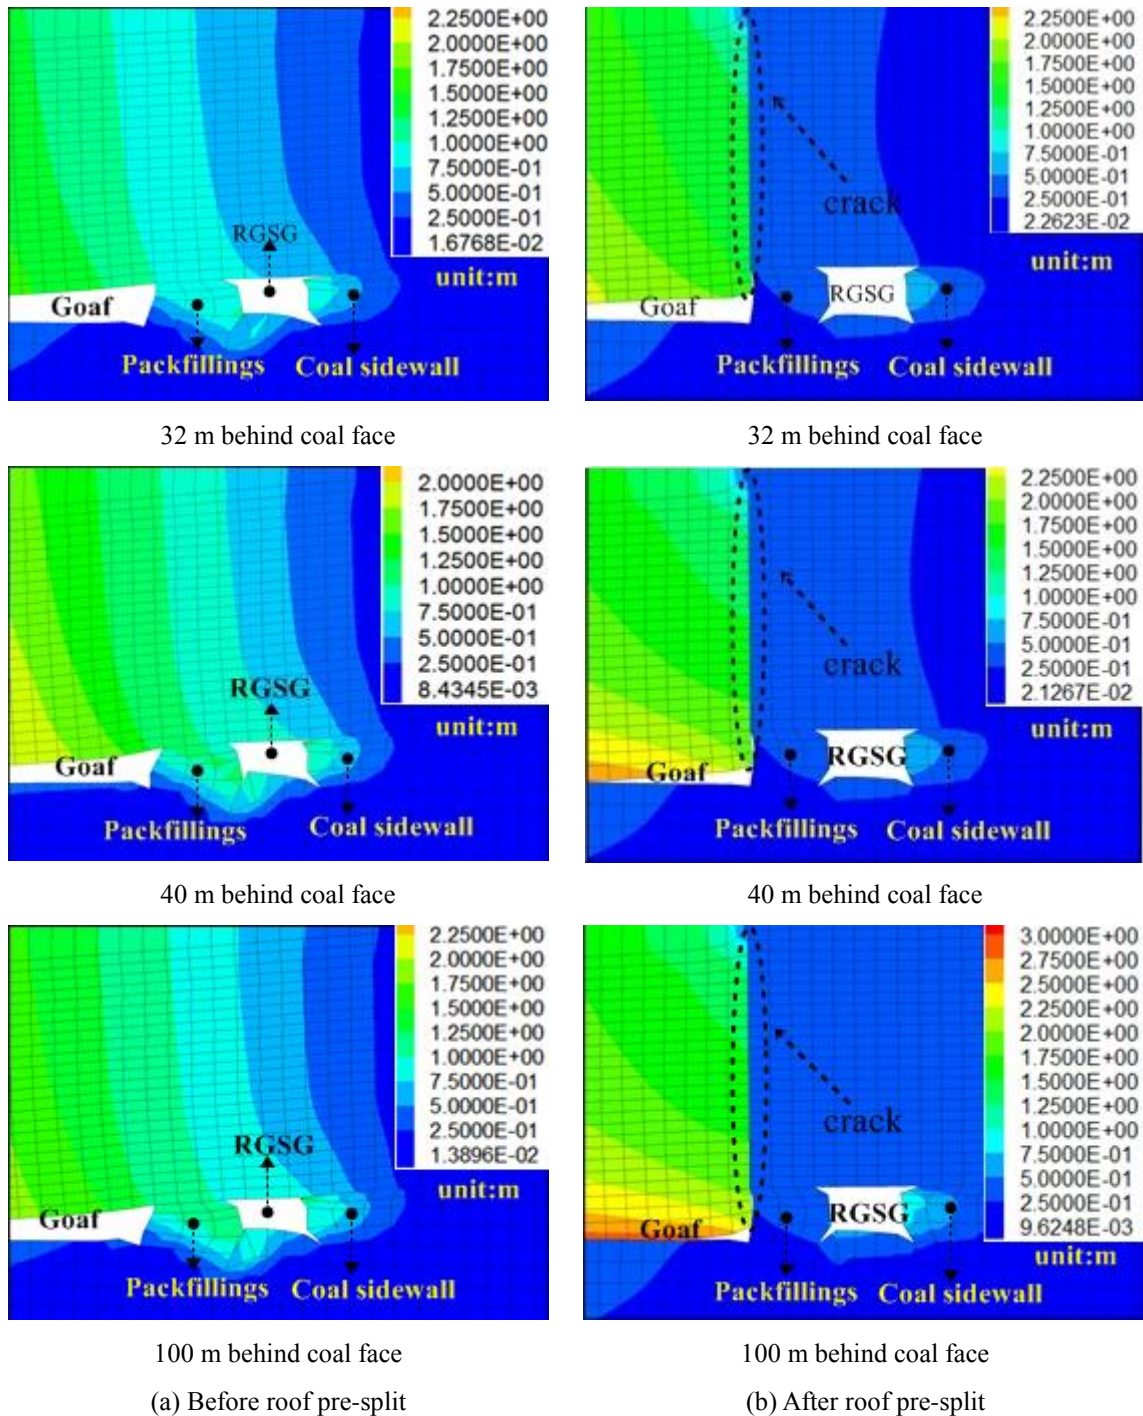 2.2500E+00
2.0000E+00
1.7500E+00
1.5000E+00
1.2500E+00
1.0000E+00
7.5000E-01
5.0000E-01
2.5000E-01
1.6768E-02
unit:m
RGSG
Goaf
Packfillings
Coal sidewall
32 m behind coal face
2.2500E+00
2.0000E+00
1.7500E+00
1.5000E+00
1.2500E+00
1.0000E+00
7.5000E-01
5.0000E-01
2.5000E-01
2.2623E-02
unit:m
crack
RGSG
Goaf
Packfillings
Coal sidewall
32 m behind coal face
2.0000E+00
1.7500E+00
1.5000E+00
1.2500E+00
1.0000E+00
7.5000E-01
5.0000E-01
2.5000E-01
8.4345E-03
unit:m
RGSG
Goaf
Packfillings
Coal sidewall
40 m behind coal face
2.2500E+00
2.0000E+00
1.7500E+00
1.5000E+00
1.2500E+00
1.0000E+00
7.5000E-01
5.0000E-01
2.5000E-01
2.1267E-02
unit:m
crack
RGSG
Goaf
Packfillings
Coal sidewall
40 m behind coal face
2.2500E+00
2.0000E+00
1.7500E+00
1.5000E+00
1.2500E+00
1.0000E+00
7.5000E-01
5.0000E-01
2.5000E-01
1.3896E-02
unit:m
RGSG
Goaf
Packfillings
Coal sidewall
100 m behind coal face
3.0000E+00
2.7500E+00
2.5000E+00
2.2500E+00
2.0000E+00
1.7500E+00
1.5000E+00
1.2500E+00
1.0000E+00
7.5000E-01
5.0000E-01
2.5000E-01
9.6248E-03
unit:m
crack
RGSG
Goaf
Packfillings
Coal sidewall
100 m behind coal face
(a) Before roof pre-split
(b) After roof pre-split